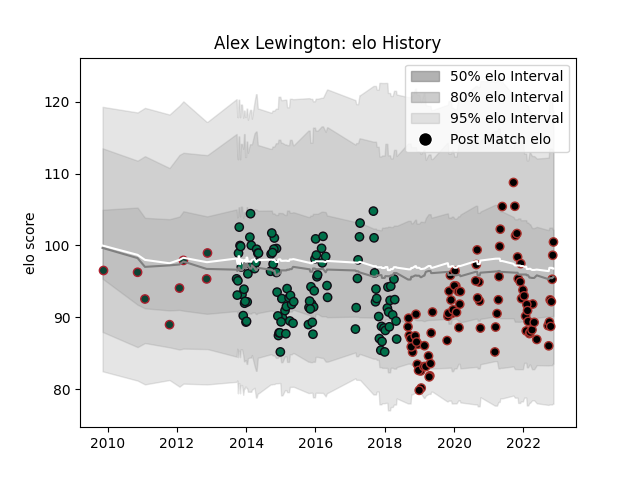 Alex Lewington: elo History
50% elo Interval
80% elo Interval
95% elo Interval
Post Match elo
elo score
120
110
100
90
80
2010 2012 2014 2016 2018 2020 2022